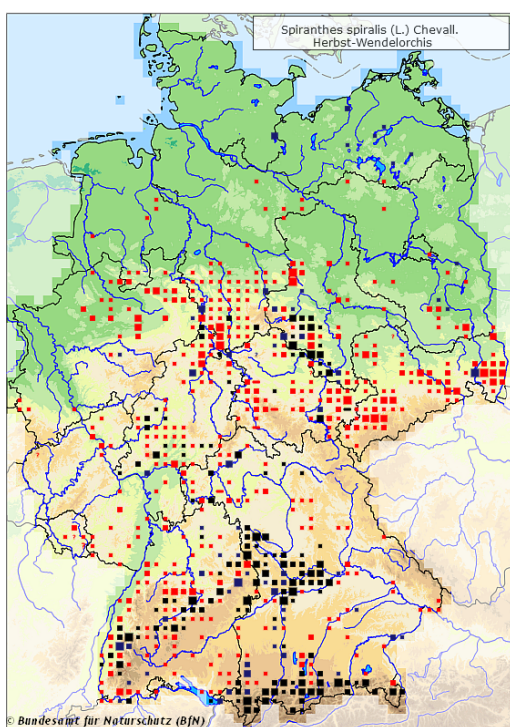 Spiranthes spiralis (L.) Chevall.
Herbst-Wendelorchis
© Bundesamt für Naturschutz (BfN)